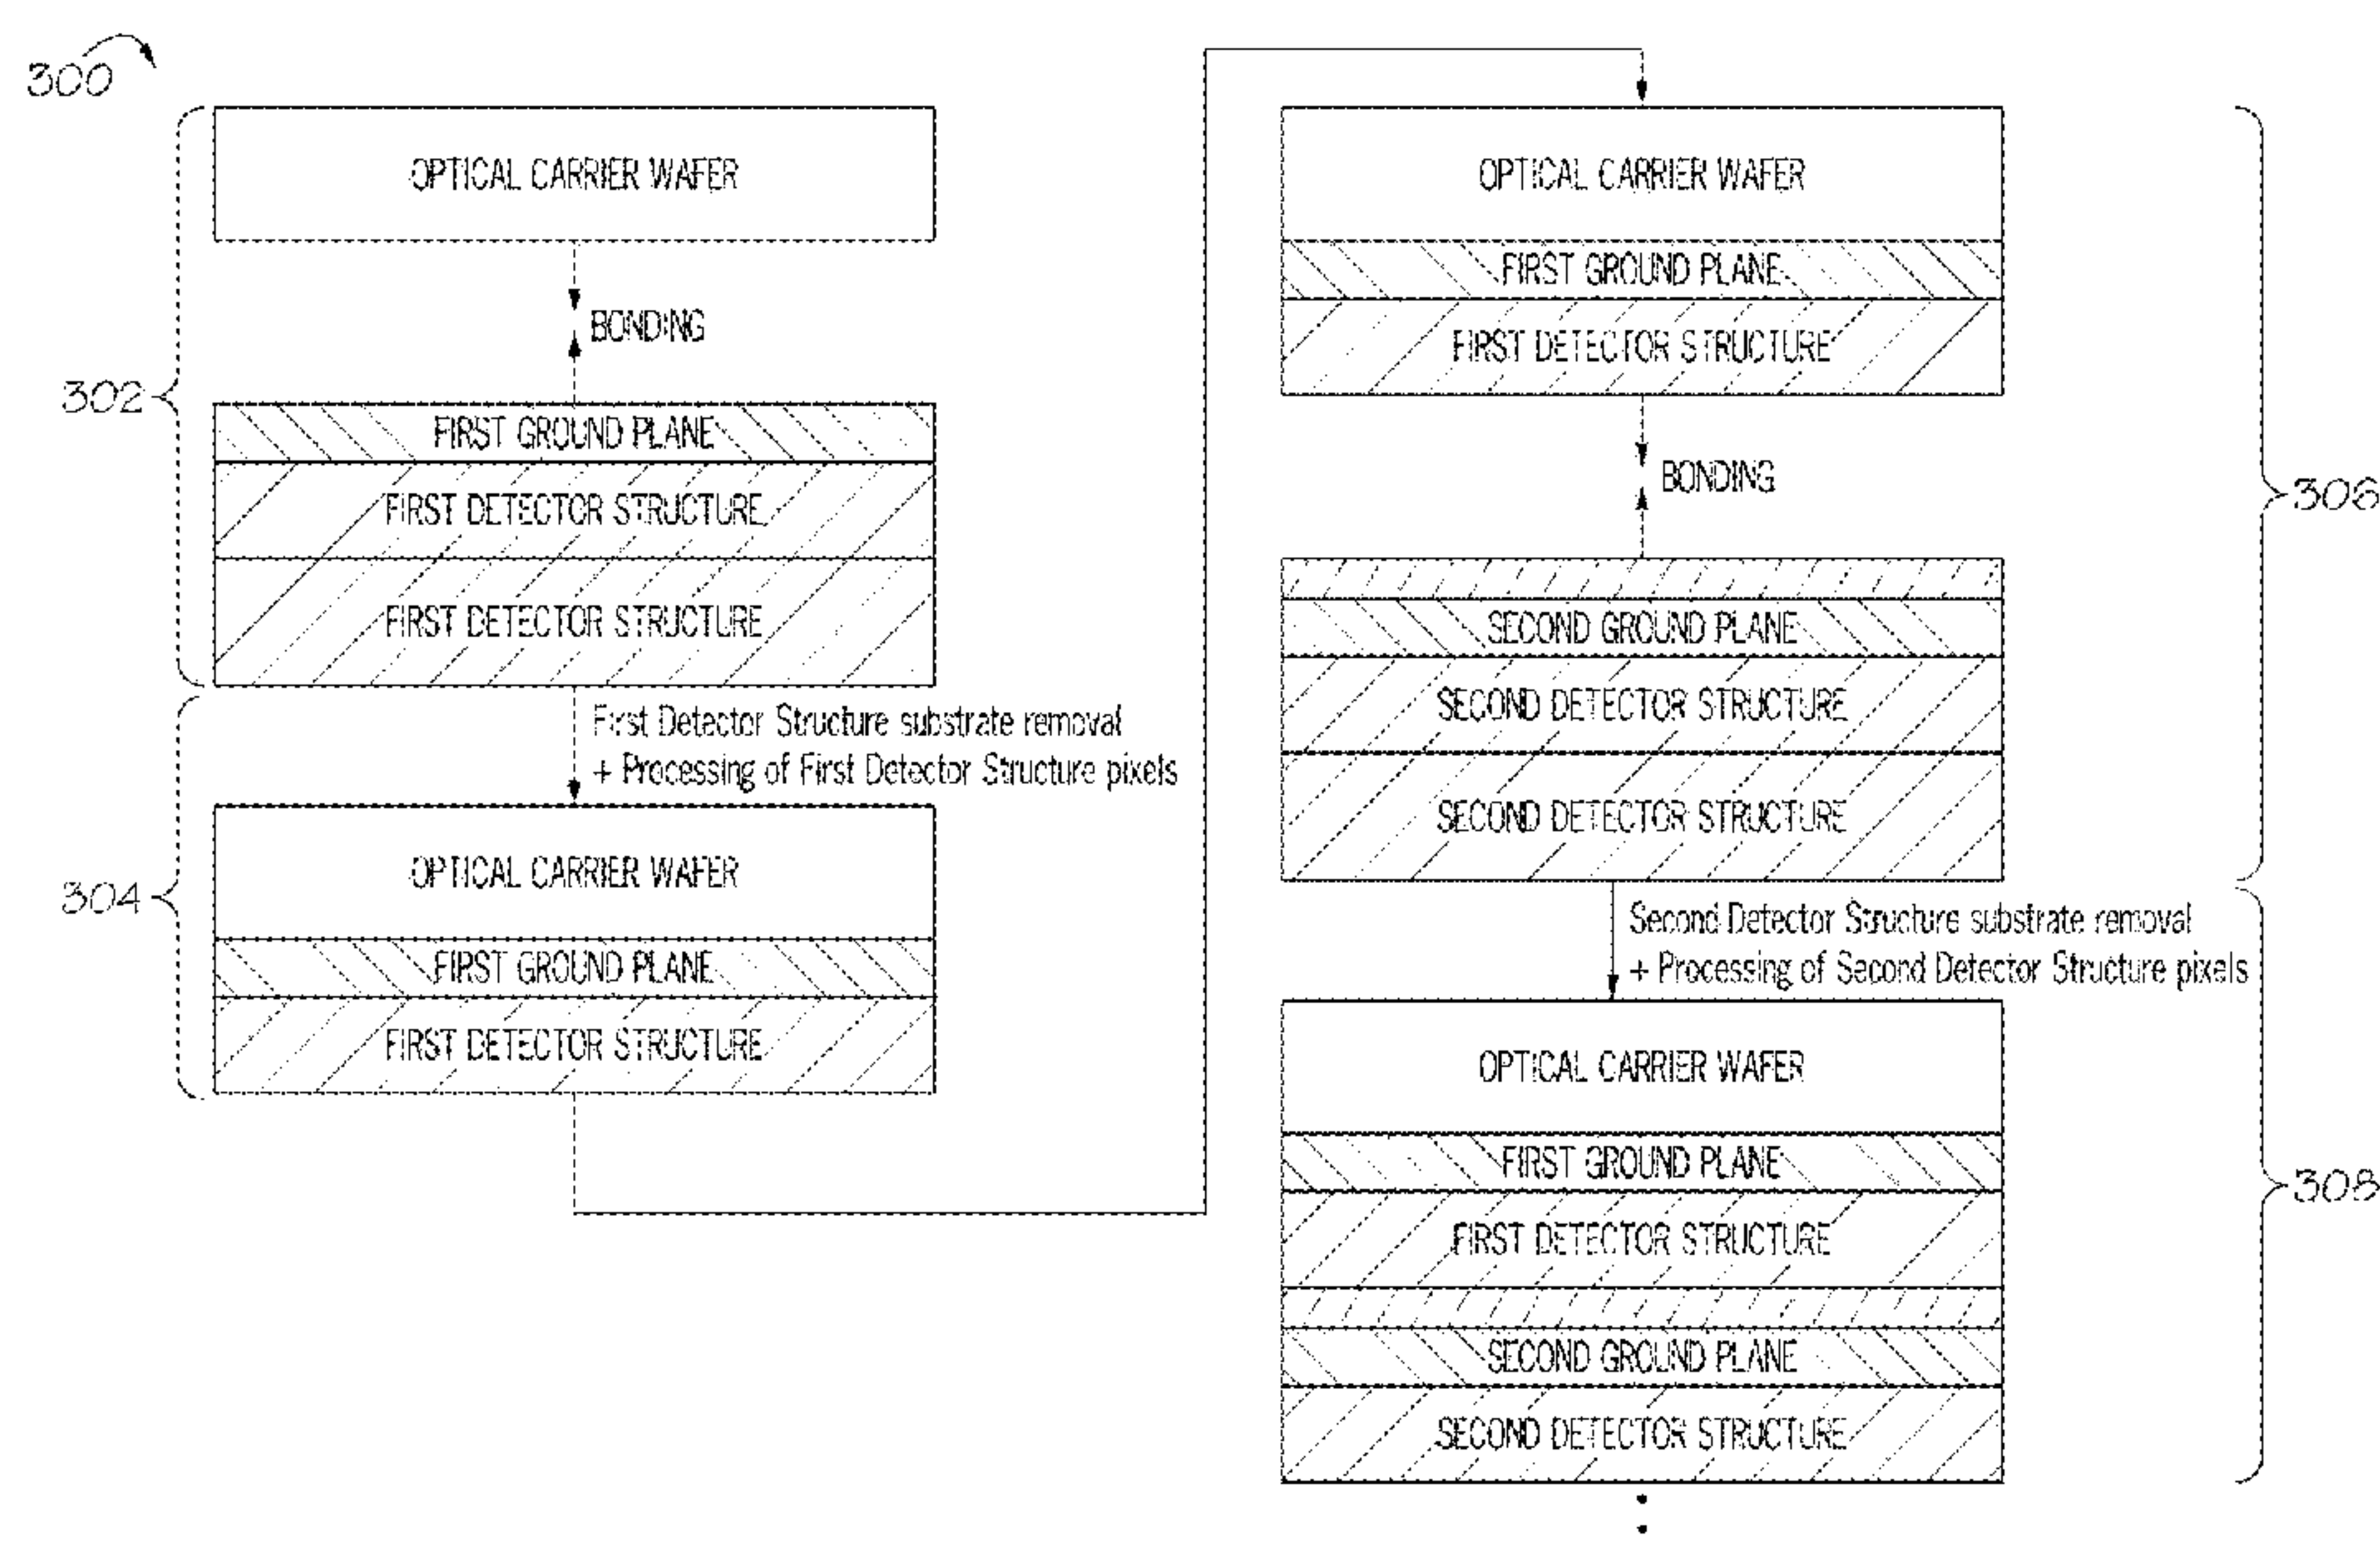 300
302
OPTICAL CARRIER WAFER
BONDING
FIRST GROUND PLANE
FIRST DETECTOR STRUCTURE
FIRST DETECTOR STRUCTURE
First Detector Structure substrate removal
+ Processing of First Detector Structure pixels
304
OPTICAL CARRIER WAFER
FIRST GROUND PLANE
FIRST DETECTOR STRUCTURE
OPTICAL CARRIER WAFER
FIRST GROUND PLANE
FIRST DETECTOR STRUCTURE
BONDING
306
SECOND GROUND PLANE
SECOND DETECTOR STRUCTURE
SECOND DETECTOR STRUCTURE
Second Detector Structure substrate removal
+ Processing of Second Detector Structure pixels
OPTICAL CARRIER WAFER
FIRST GROUND PLANE
308
FIRST DETECTOR STRUCTURE
SECOND GROUND PLANE
SECOND DETECTOR STRUCTURE